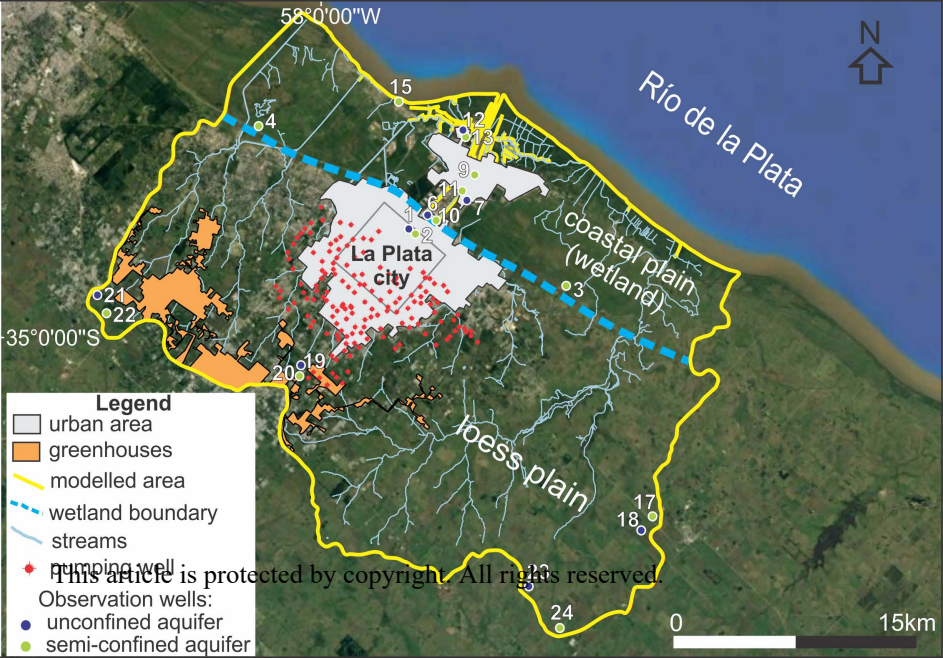 58°0'00"W
N
Río de la Plata
15
4
12
13
9
11
6
7
10
1
2
La Plata
city
coastal plain
(wetland)
3
21
22
35°0'00"S
19
20
loess plain
17
18
23
24
0 15km
Legend
urban area
greenhouses
modelled area
wetland boundary
streams
pumping well
This article is protected by copyright. All rights reserved.
Observation wells:
unconfined aquifer
semi-confined aquifer